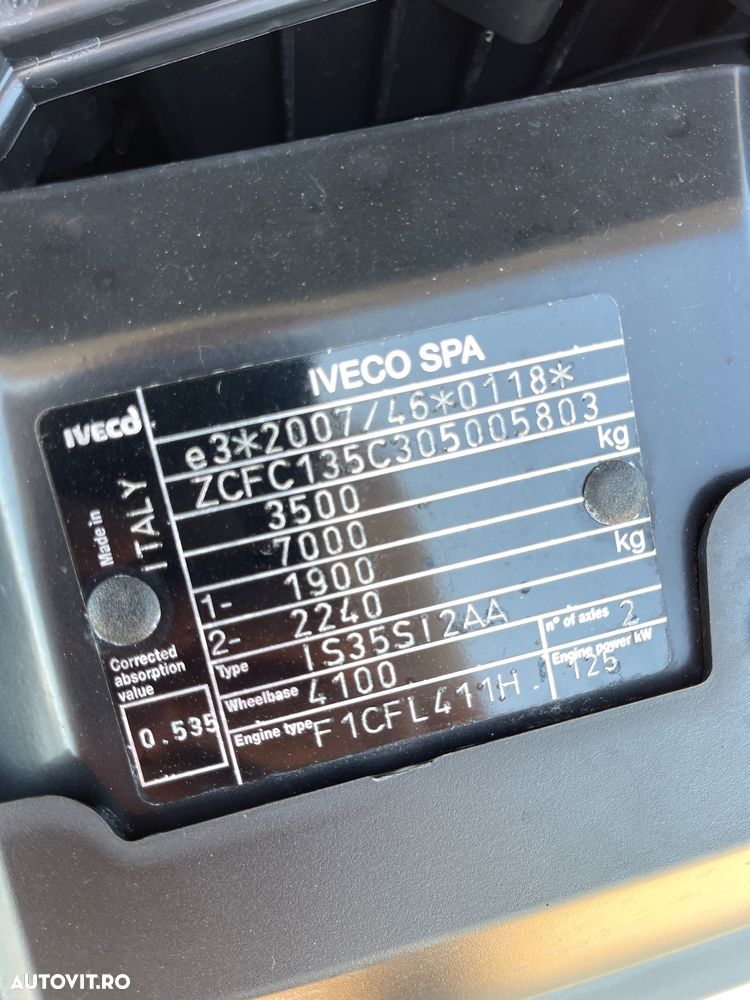 IVECO SPA
IVECO
e3*2007/46*0118*
ZCFC135C305005803
3500 kg
7000
1- 1900 kg
2- 2240
Made in ITALY
Type IS35SI2AA nº of axles 2
Wheelbase 4100 Engine power kW
Engine type F1CFL411H 125
Corrected
absorption
value
0.535
AUTOVIT.RO